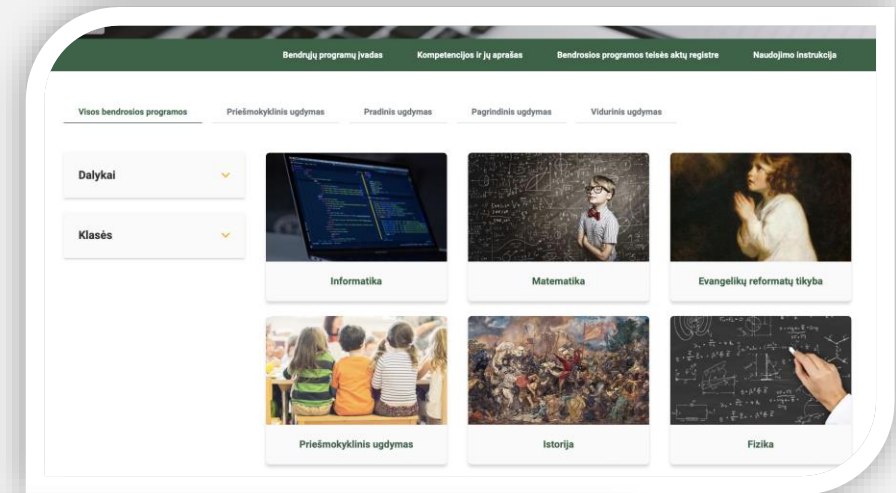 Bendrųjų programų įvadas Kompetencijos ir jų aprašas Bendrosios programos teisės aktų registre Naudojimo instrukcija
Visos bendrosios programos Priešmokyklinis ugdymas Pradinis ugdymas Pagrindinis ugdymas Vidurinis ugdymas
Dalykai
Klasės
Informatika Matematika Evangelikų reformatų tikyba
Priešmokyklinis ugdymas Istorija Fizika